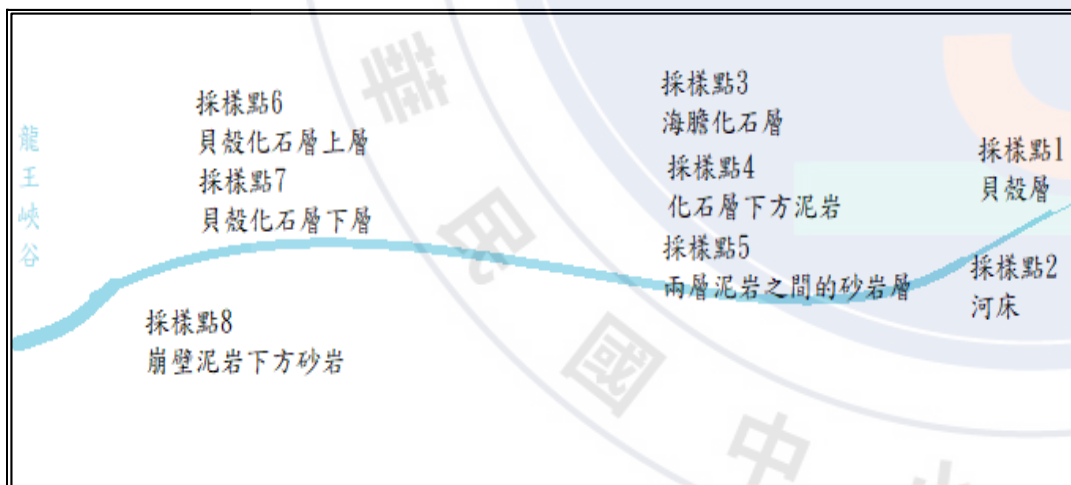 龍王峽谷
採樣點6
貝殼化石層上層
採樣點7
貝殼化石層下層
採樣點8
崩壁泥岩下方砂岩
採樣點3
海膽化石層
採樣點4
化石層下方泥岩
採樣點5
兩層泥岩之間的砂岩層
採樣點1
貝殼層
採樣點2
河床
華民國中